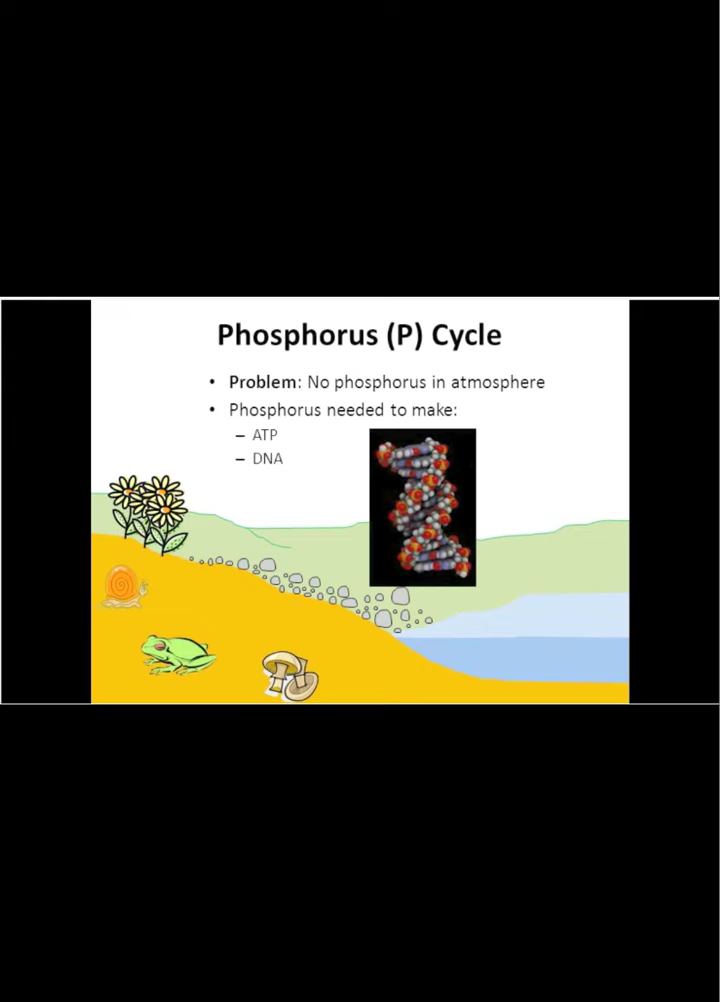 Phosphorus (P) Cycle
• Problem: No phosphorus in atmosphere
• Phosphorus needed to make:
– ATP
– DNA